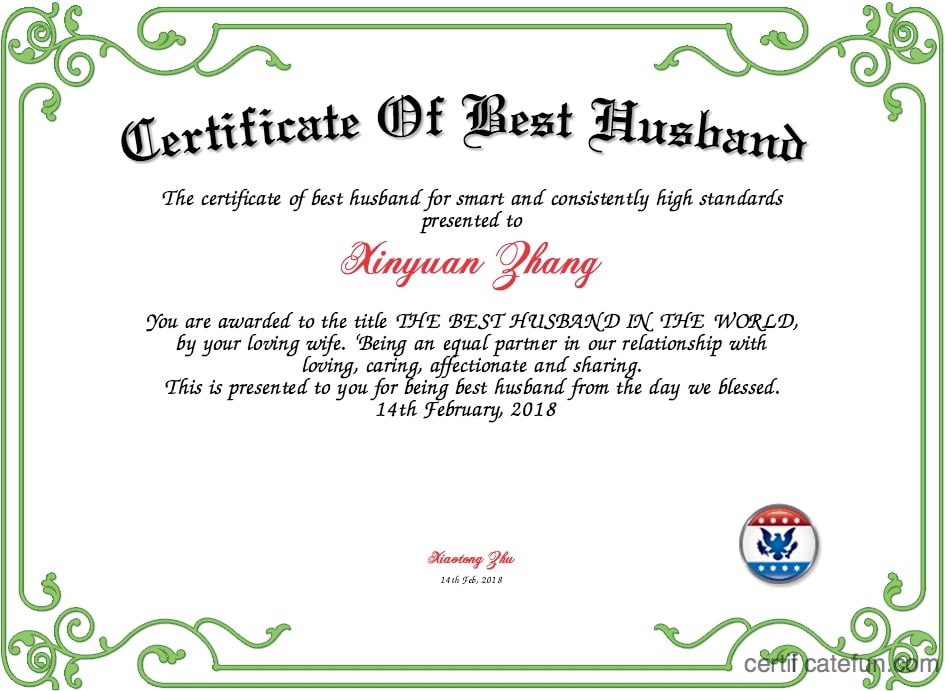 Certificate Of Best Husband
The certificate of best husband for smart and consistently high standards
presented to
Xinyuan Zhang
You are awarded to the title THE BEST HUSBAND IN THE WORLD,
by your loving wife. 'Being an equal partner in our relationship with
loving, caring, affectionate and sharing.
This is presented to you for being best husband from the day we blessed.
14th February, 2018
Xiaotong Zhu
14th Feb, 2018
certificatefun.com